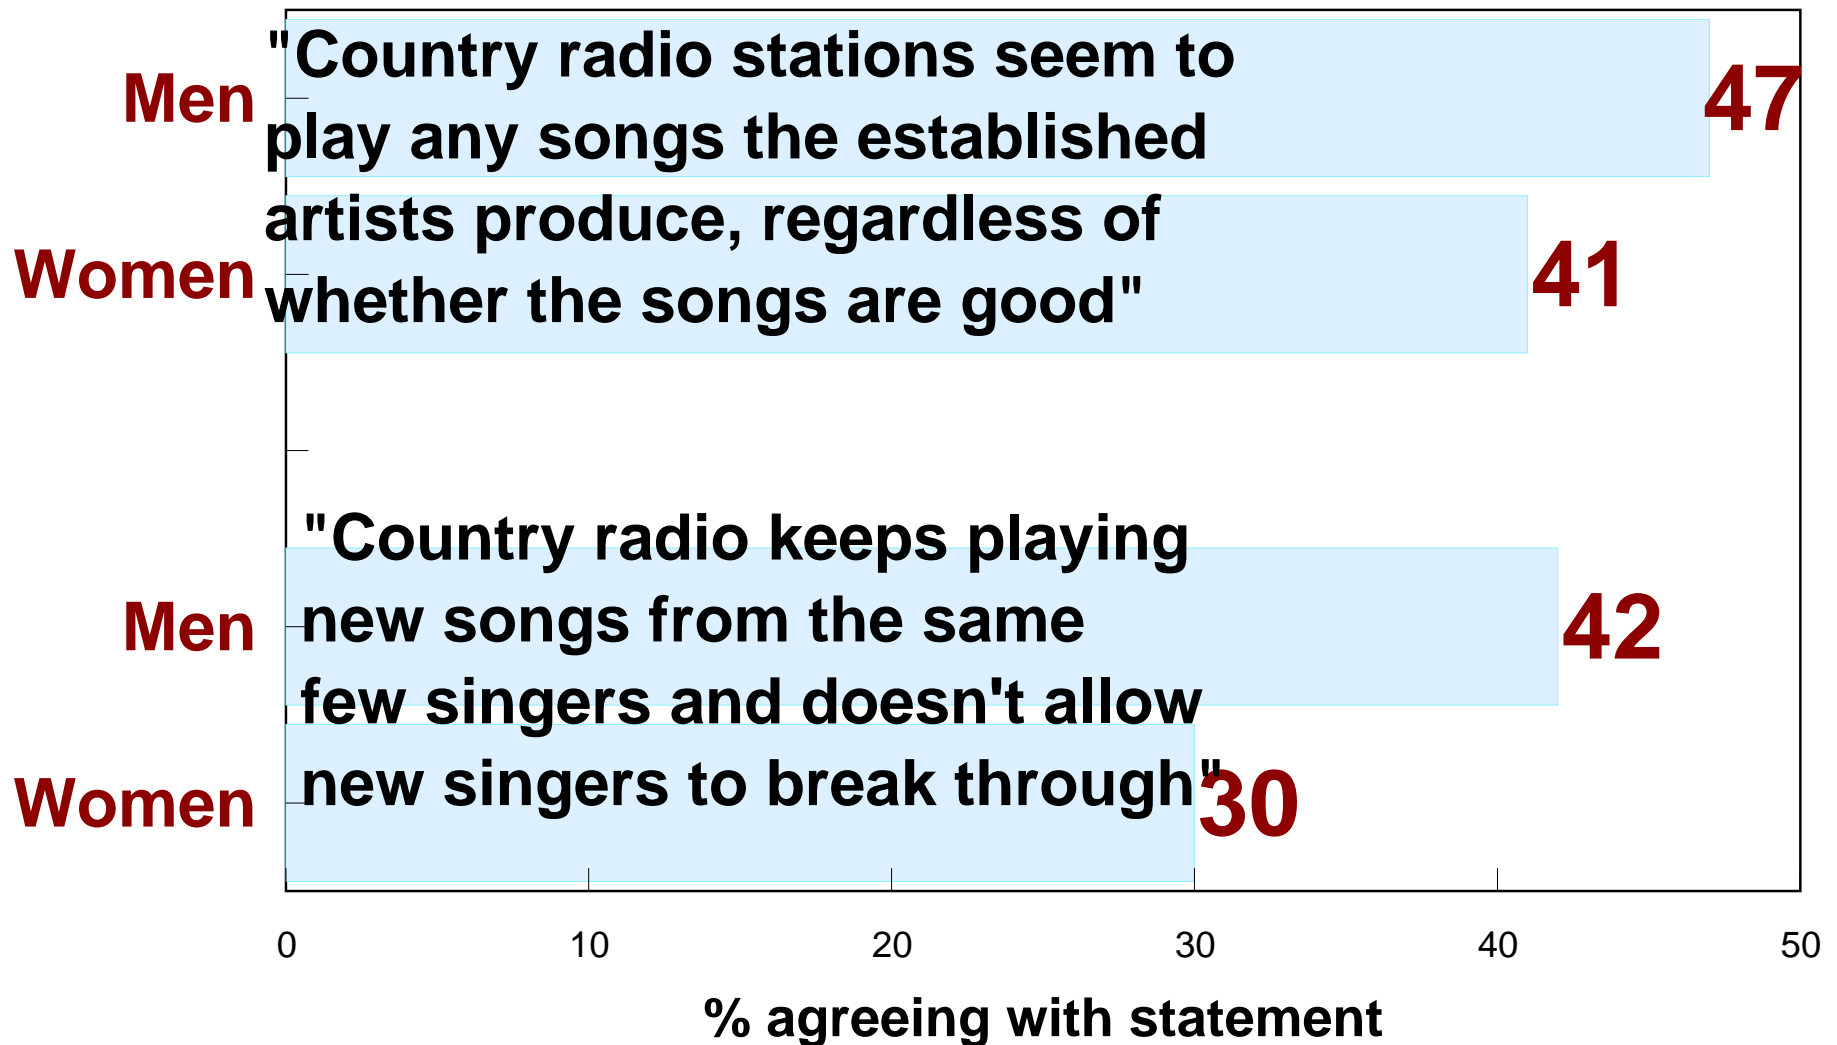 "Country radio stations seem to
Men 47
play any songs the established
artists produce, regardless of
Women 41
whether the songs are good"
"Country radio keeps playing
new songs from the same
Men 42
few singers and doesn't allow
new singers to break through"
Women 30
0 10 20 30 40 50
% agreeing with statement